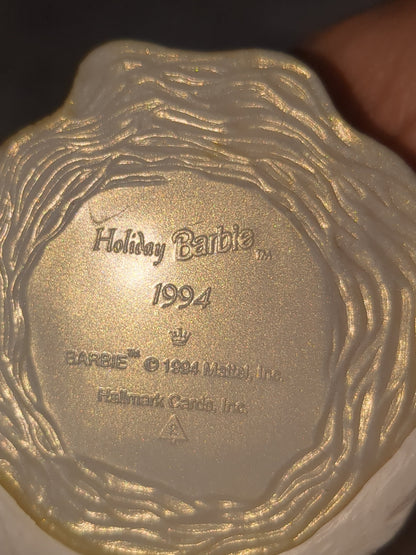 Holiday Barbie™
1994
BARBIE™ © 1994 Mattel, Inc.
Hallmark Cards, Inc.